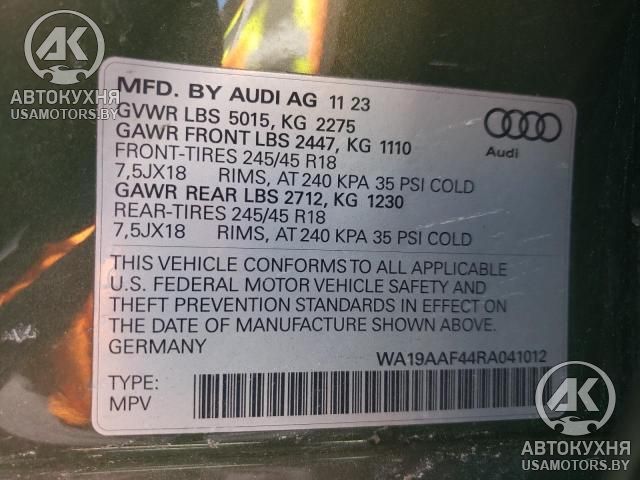 АК
АВТОКУХНЯ
USAMOTORS.BY
MFD. BY AUDI AG 11 23
GVWR LBS 5015, KG 2275
GAWR FRONT LBS 2447, KG 1110
FRONT-TIRES 245/45 R18
7,5JX18 RIMS, AT 240 KPA 35 PSI COLD
GAWR REAR LBS 2712, KG 1230
REAR-TIRES 245/45 R18
7,5JX18 RIMS, AT 240 KPA 35 PSI COLD
Audi
THIS VEHICLE CONFORMS TO ALL APPLICABLE
U.S. FEDERAL MOTOR VEHICLE SAFETY AND
THEFT PREVENTION STANDARDS IN EFFECT ON
THE DATE OF MANUFACTURE SHOWN ABOVE.
GERMANY WA19AAF44RA041012
TYPE:
MPV
АК
АВТОКУХНЯ
USAMOTORS.BY